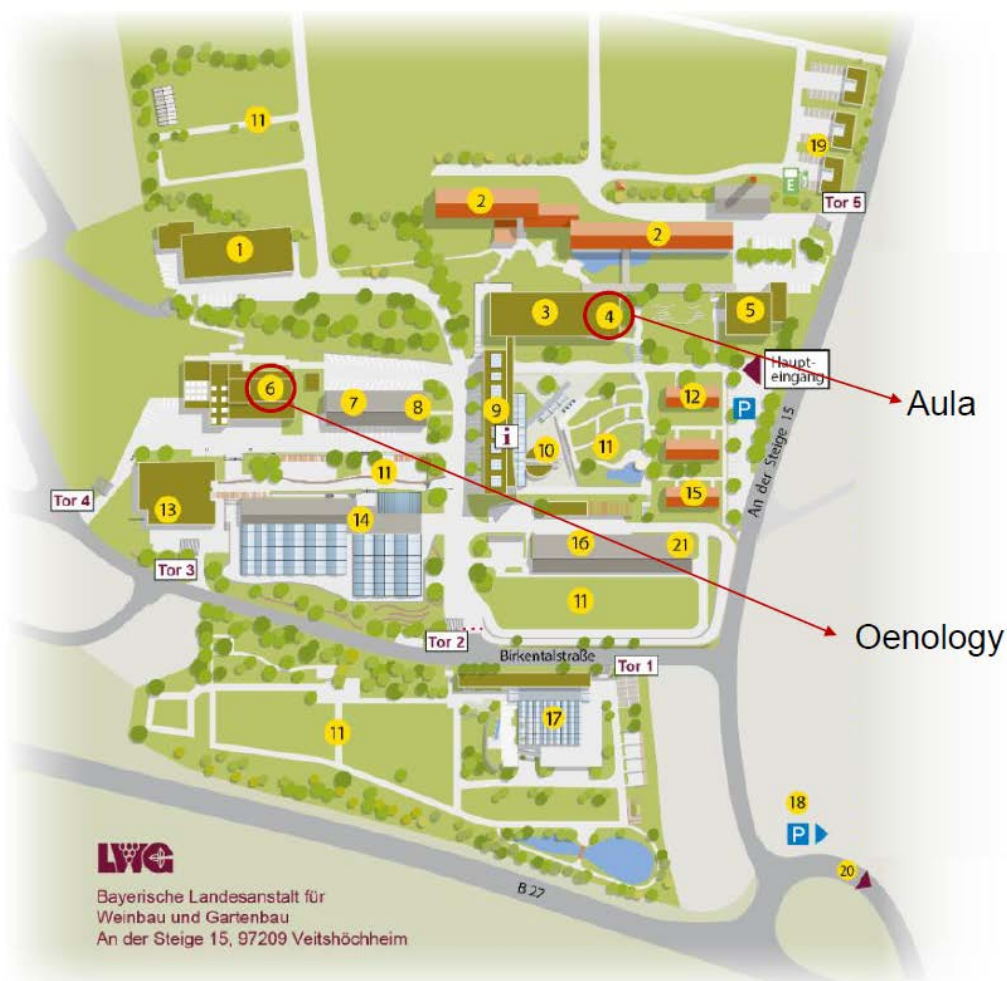 11
19
E
Tor 5
2
2
1
3
4
5
Haupt-
eingang
Aula
6
7
8
9
12
P
i
10
11
11
An der Steige 15
15
Tor 4
13
14
16
21
Tor 3
11
Tor 2
Oenology
Birkentalstraße
Tor 1
17
11
18
P
20
B 27
LWG
Bayerische Landesanstalt für
Weinbau und Gartenbau
An der Steige 15, 97209 Veitshöchheim